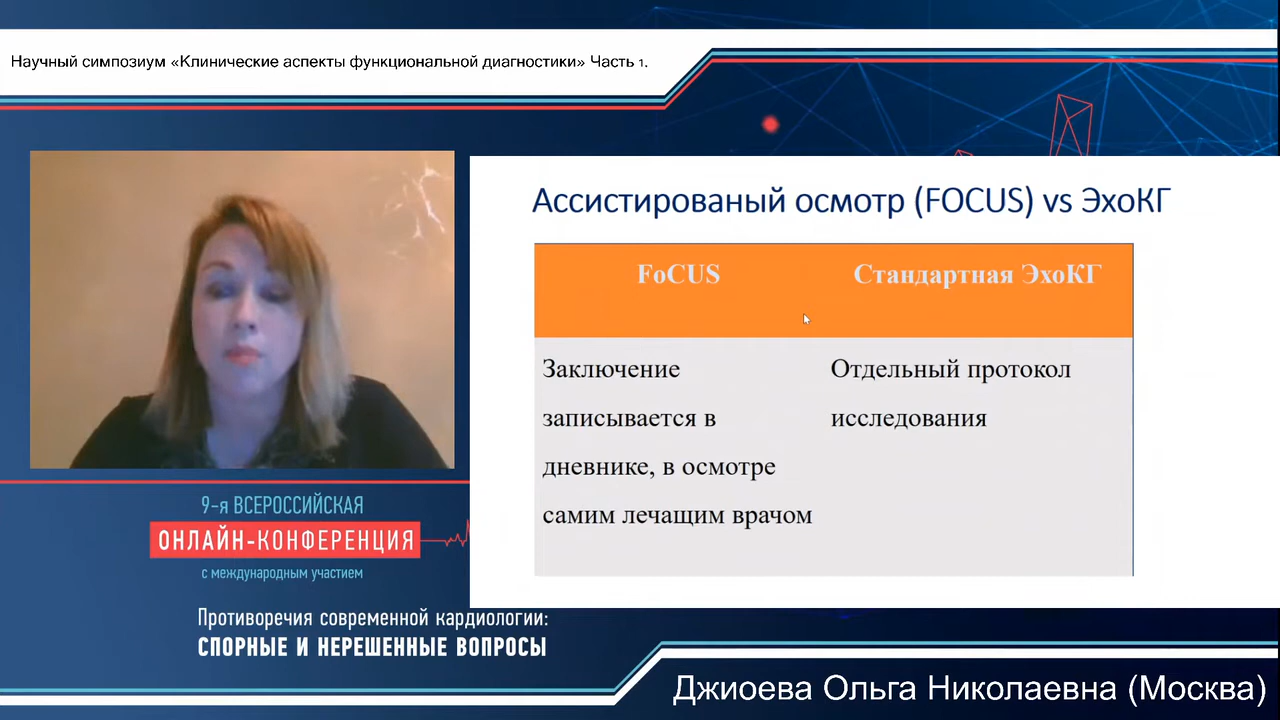 Научный симпозиум «Клинические аспекты функциональной диагностики» Часть 1.
Ассистированый осмотр (FOCUS) vs ЭхоКГ
FoCUS
Стандартная ЭхоКГ
Заключение
записывается в
дневнике, в осмотре
самим лечащим врачом
Отдельный протокол
исследования
9-я ВСЕРОССИЙСКАЯ
ОНЛАЙН-КОНФЕРЕНЦИЯ
с международным участием
Противоречия современной кардиологии:
СПОРНЫЕ И НЕРЕШЕННЫЕ ВОПРОСЫ
Джиоева Ольга Николаевна (Москва)